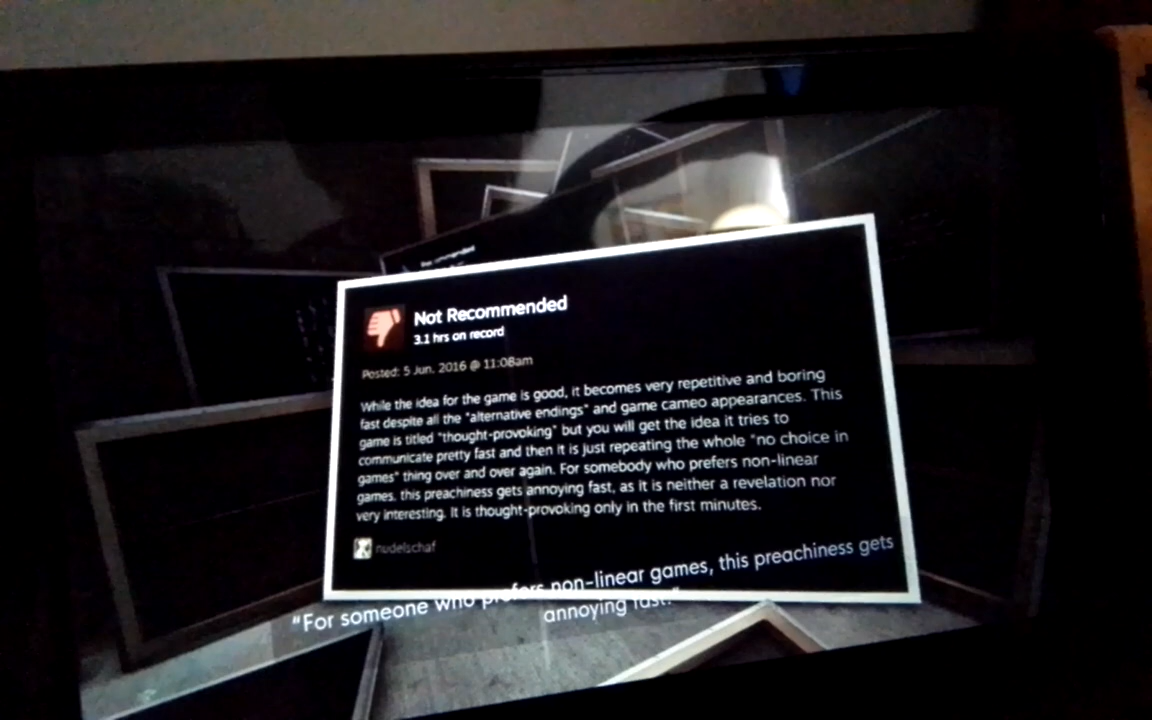 Not Recommended
3.1 hrs on record
Posted: 5 Jun. 2016 @ 11:08am
While the idea for the game is good, it becomes very repetitive and boring
fast despite all the "alternative endings" and game cameo appearances. This
game is titled "thought-provoking" but you will get the idea it tries to
communicate pretty fast and then it is just repeating the whole "no choice in
games" thing over and over again. For somebody who prefers non-linear
games, this preachiness gets annoying fast, as it is neither a revelation nor
very interesting. It is thought-provoking only in the first minutes.
nudelschaf
"For someone who prefers non-linear games, this preachiness gets
annoying fast."